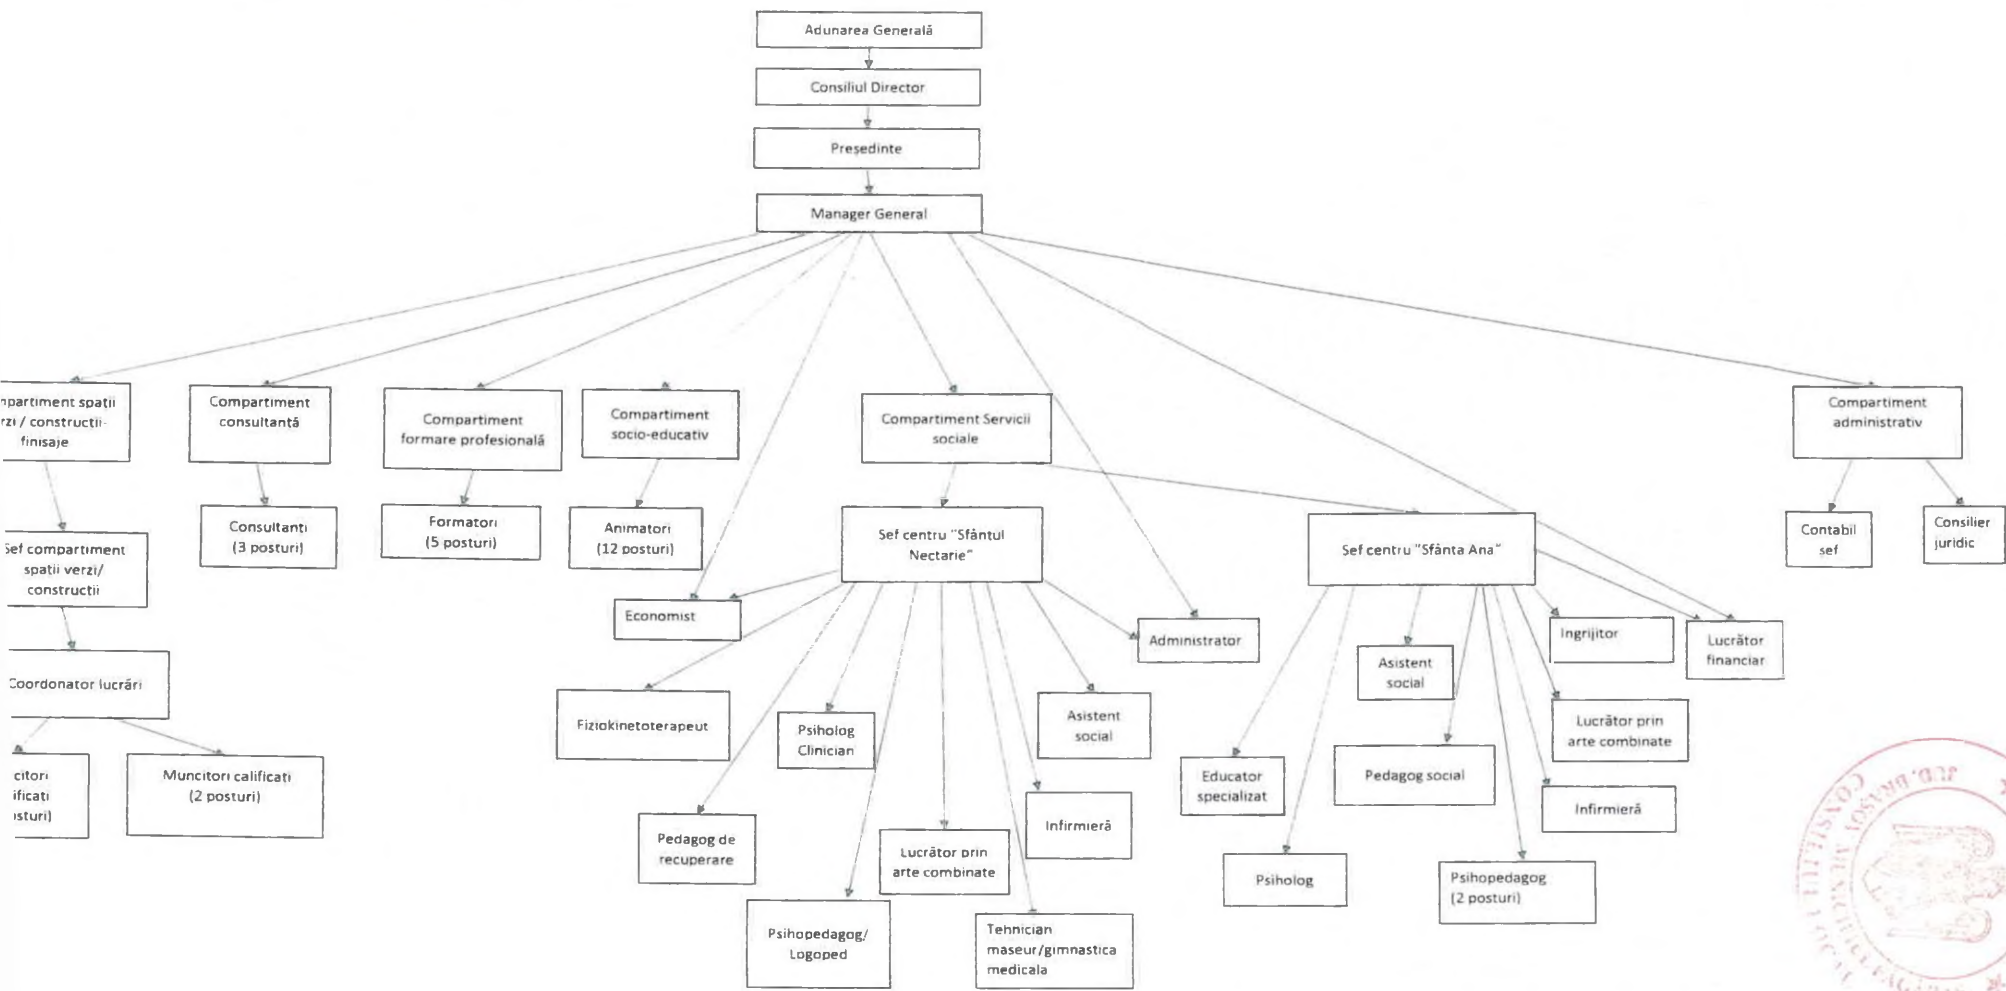 Adunarea Generală
Consiliul Director
Președinte
Manager General
spații
/ constructii-
finisaje
Compartiment
consultantă
Compartiment
formare profesională
Compartiment
socio-educativ
Compartiment Servicii
sociale
Compartiment
administrativ
Sef compartiment
spatii verzi/
constructii
Consultanti
(3 posturi)
Formatori
(5 posturi)
Animatori
(12 posturi)
Sef centru "Sfântul
Nectarie"
Sef centru "Sfânta Ana"
Contabil
sef
Consilier
juridic
Economist
Administrator
Ingrijitor
Lucrător
financiar
Coordonator lucrări
Asistent
social
Fiziokinetoterapeut
Psiholog
Clinician
Asistent
social
Lucrător prin
arte combinate
Muncitori calificati
(2 posturi)
Educator
specializat
Pedagog social
Infirmieră
Pedagog de
recuperare
Lucrător prin
arte combinate
Infirmieră
Psiholog
Psihopedagog
(2 posturi)
Psihopedagog/
Logoped
Tehnician
maseur/gimnastica
medicala
JUD. BRASOV